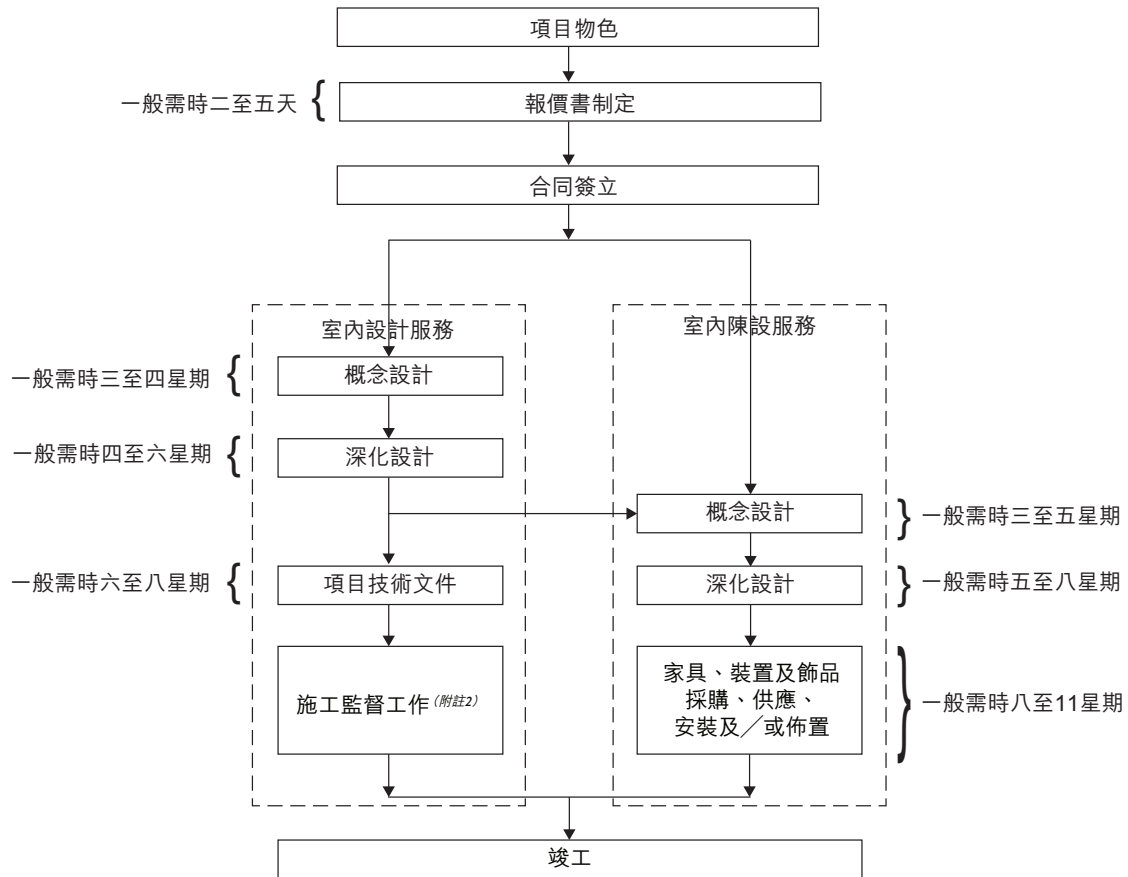 項目物色
一般需時二至五天
報價書制定
合同簽立
室內設計服務
一般需時三至四星期
概念設計
一般需時四至六星期
深化設計
一般需時六至八星期
項目技術文件
施工監督工作(附註2)
室內陳設服務
概念設計
一般需時三至五星期
深化設計
一般需時五至八星期
家具、裝置及飾品
採購、供應、
安裝及／或佈置
一般需時八至11星期
竣工